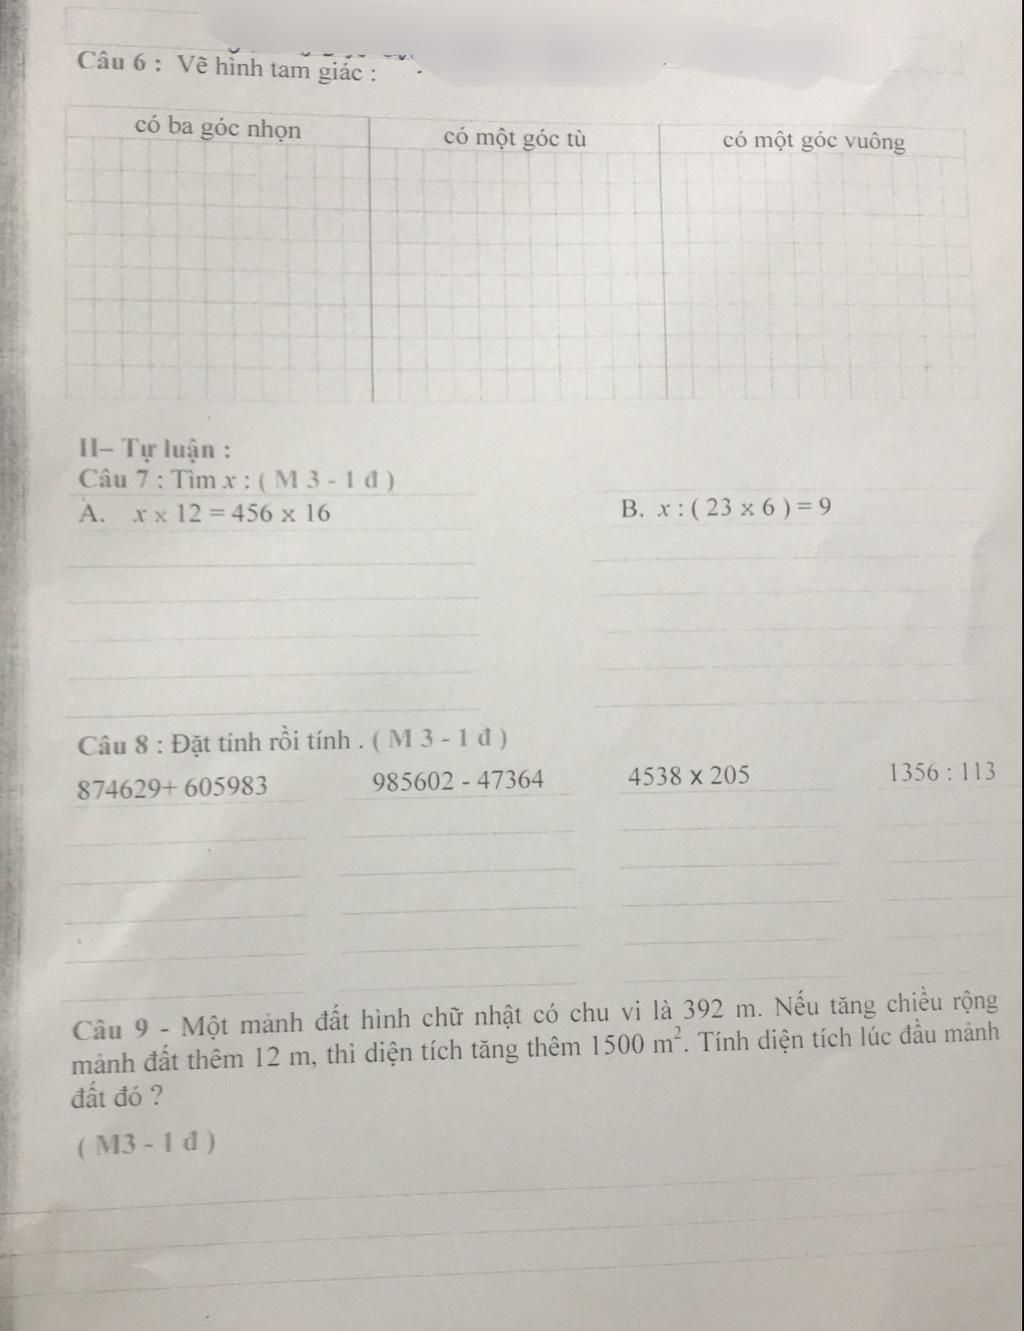 Câu 6 : Vẽ hình tam giác :
có ba góc nhọn
có một góc tù
có một góc vuông
II– Tự luận :
Câu 7 : Tìm x : ( M 3 - 1 đ )
A. x x 12 = 456 x 16
B. x : ( 23 x 6 ) = 9
Câu 8 : Đặt tính rồi tính . ( M 3 - 1 đ )
874629+ 605983
985602 - 47364
4538 x 205
1356 : 113
Câu 9 - Một mảnh đất hình chữ nhật có chu vi là 392 m. Nếu tăng chiều rộng
mảnh đất thêm 12 m, thì diện tích tăng thêm 1500 m². Tính diện tích lúc đầu mảnh
đất đó ?
( M3 - 1 đ )